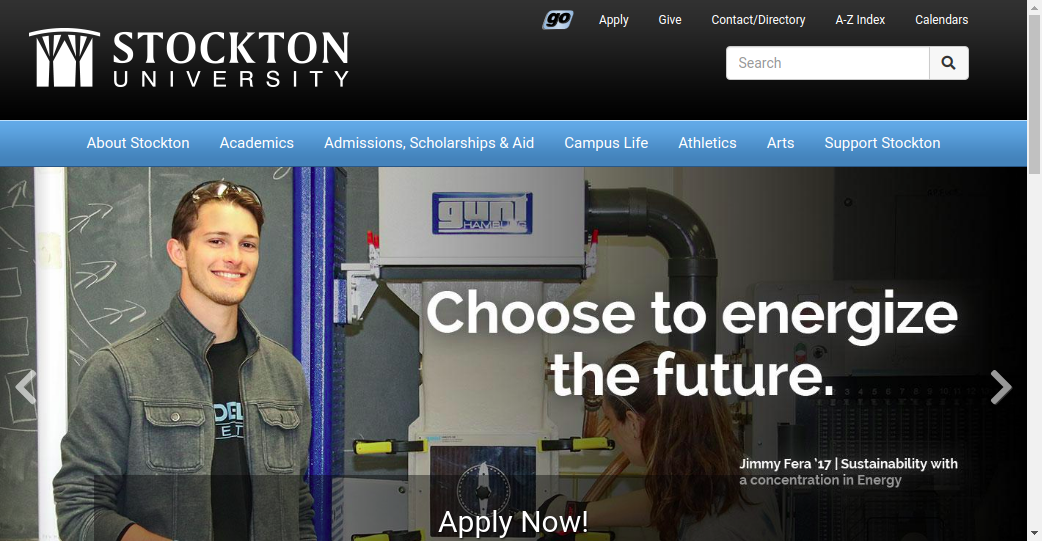 go Apply Give Contact/Directory A-Z Index Calendars
STOCKTON
UNIVERSITY
Search
About Stockton Academics Admissions, Scholarships & Aid Campus Life Athletics Arts Support Stockton
gunt
HAMBURG
Choose to energize
the future.
DEL
ET
Jimmy Fera '17 | Sustainability with
a concentration in Energy
Apply Now!